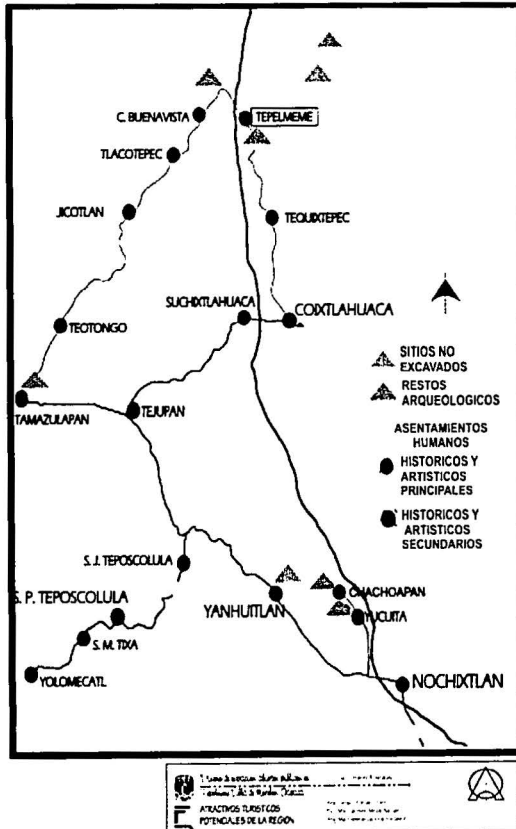 C. BUENAVISTA
TEPELMEME
TLACOTEPEC
JICOTLAN
TEQUIXTEPEC
SUCHIXTLAHUACA
COIXTLAHUACA
TEOTONGO
SITIOS NO
EXCAVADOS
RESTOS
ARQUEOLOGICOS
TAMAZULAPAN
TEJUPAN
ASENTAMIENTOS
HUMANOS
HISTORICOS Y
ARTISTICOS
PRINCIPALES
HISTORICOS Y
ARTISTICOS
SECUNDARIOS
S. J. TEPOSCOLULA
CHACHOAPAN
S. P. TEPOSCOLULA
YANHUITLAN
YUCUITA
S. M. TIXA
YOLOMECATL
NOCHIXTLAN
ATRACTIVOS TURISTICOS
POTENCIALES DE LA REGION